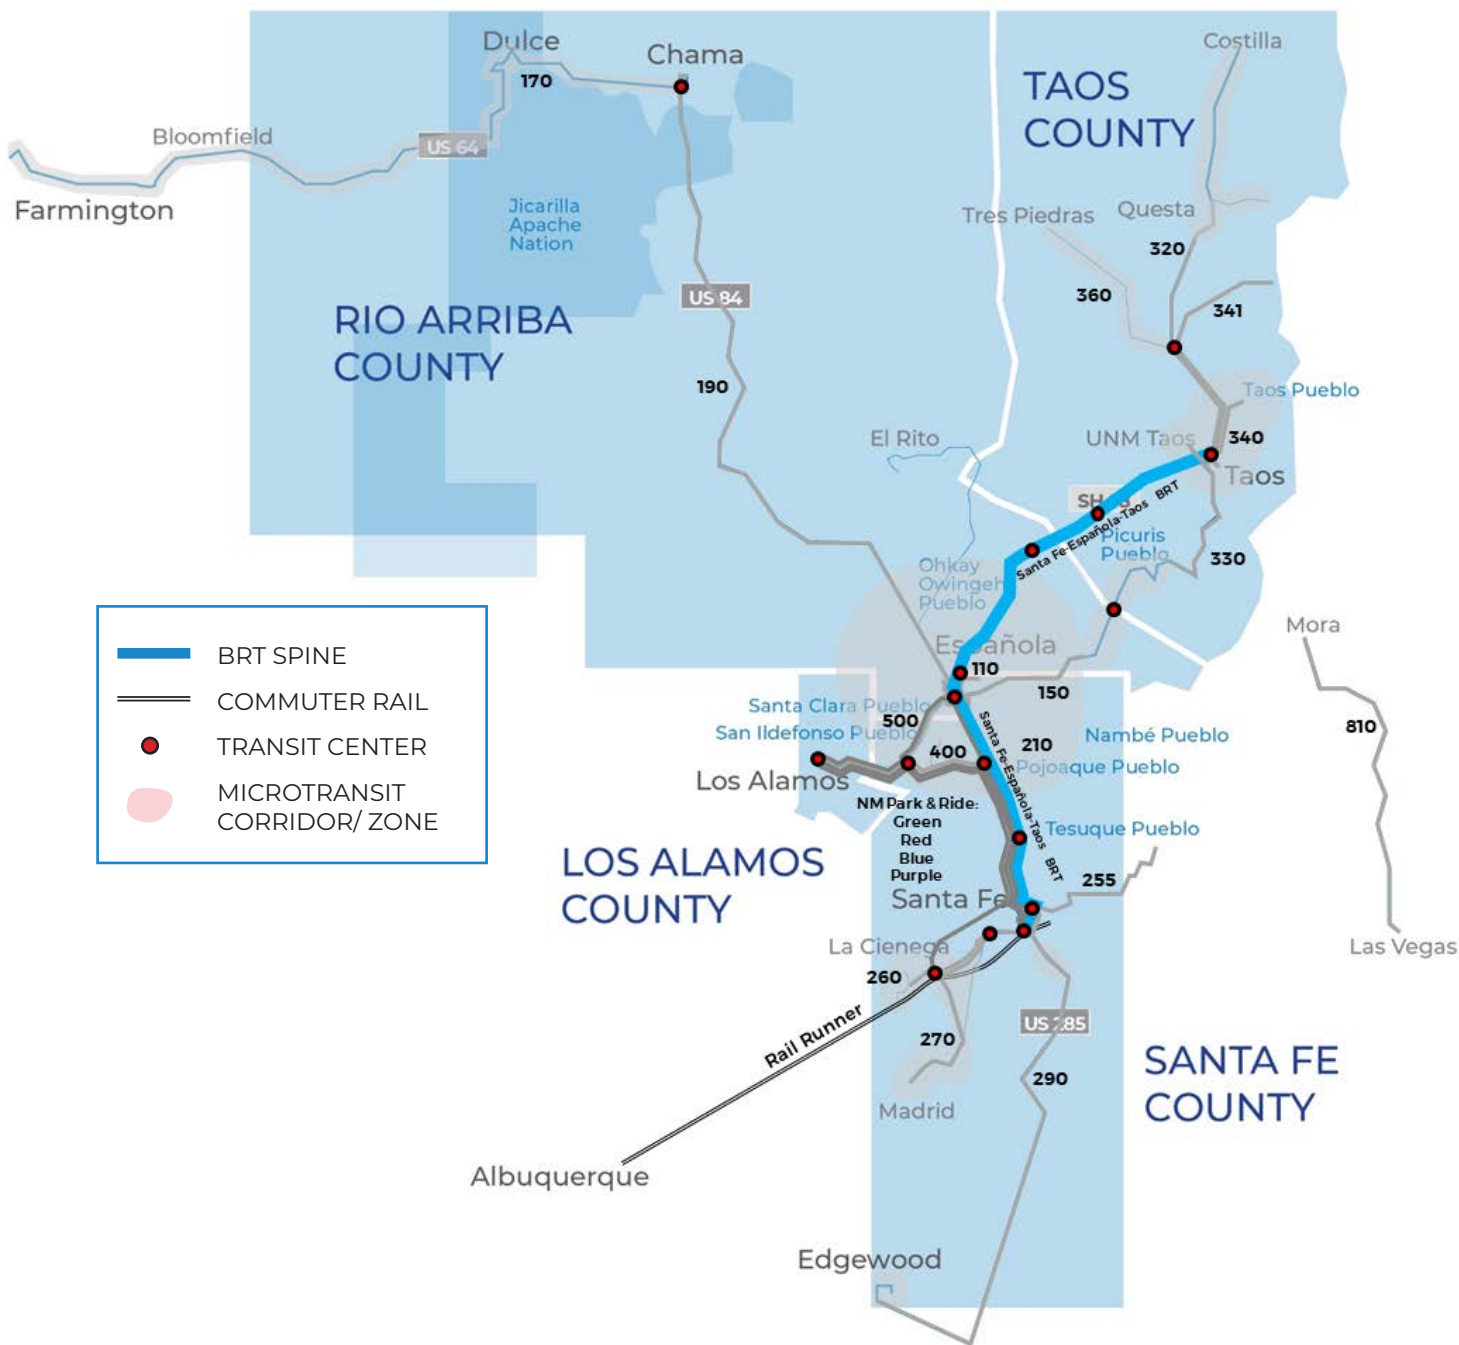 Dulce
Chama
Costilla
170
TAOS
COUNTY
Bloomfield
US 64
Farmington
Jicarilla
Apache
Nation
Tres Piedras
Questa
320
360
341
US 84
RIO ARRIBA
COUNTY
190
Taos Pueblo
El Rito
UNM Taos
340
Taos
Santa Fe-Española-Taos BRT
Picuris
Pueblo
330
Ohkay
Owingeh
Pueblo
Mora
Española
110
150
Santa Clara Pueblo
500
San Ildefonso Pueblo
400
210
Nambé Pueblo
Pojoaque Pueblo
810
Los Alamos
Santa Fe-Española-Taos BRT
NM Park & Ride:
Green
Red
Blue
Purple
Tesuque Pueblo
255
LOS ALAMOS
COUNTY
Santa Fe
La Cienega
Las Vegas
260
Rail Runner
270
US 285
290
SANTA FE
COUNTY
Madrid
Albuquerque
Edgewood
BRT SPINE
COMMUTER RAIL
TRANSIT CENTER
MICROTRANSIT
CORRIDOR/ ZONE